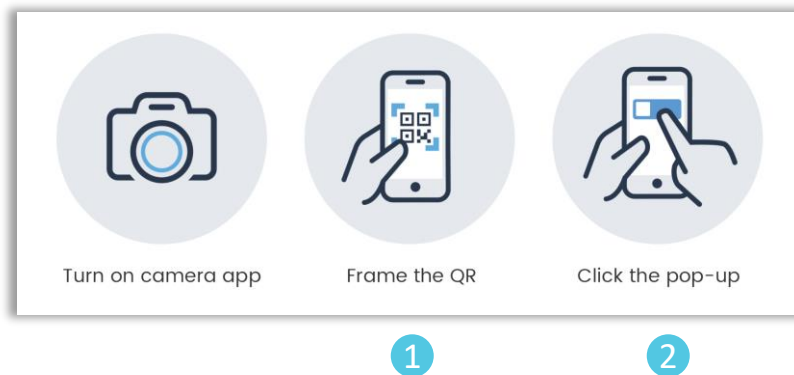 Turn on camera app
Frame the QR
Click the pop-up
1
2